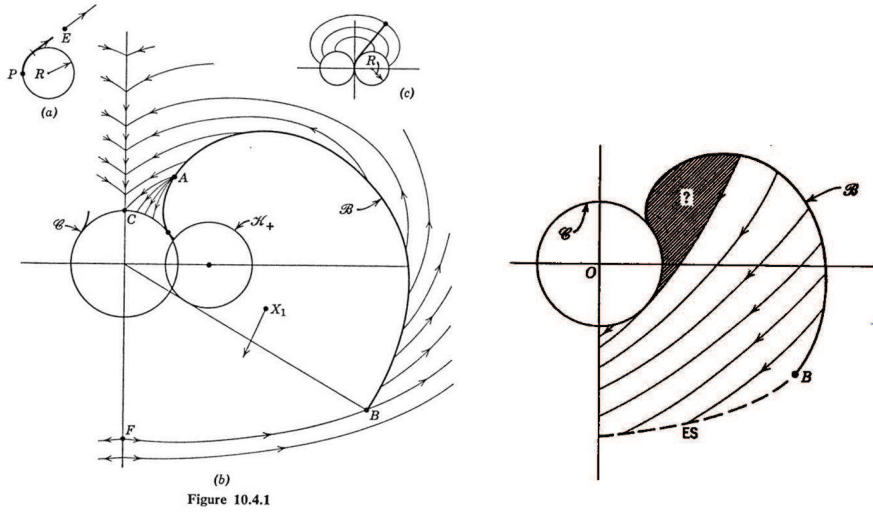 E
P
R
(a)
R
(c)
A
C
𝒞
𝒦+
ℬ
X1
B
F
(b)
Figure 10.4.1
?
ℬ
𝒞
O
B
ES